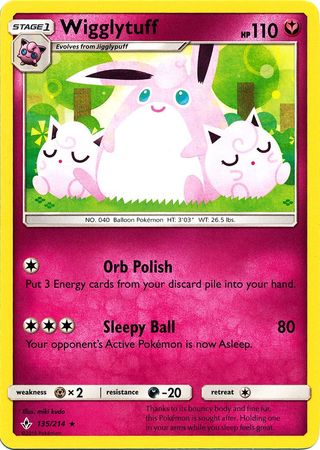 STAGE 1
Wigglytuff
HP 110
Evolves from Jigglypuff
NO. 040 Balloon Pokémon HT: 3'03" WT: 26.5 lbs.
Orb Polish
Put 3 Energy cards from your discard pile into your hand.
Sleepy Ball 80
Your opponent's Active Pokémon is now Asleep.
weakness × 2 resistance -20 retreat
Illus. miki kudo
135/214 ★
Thanks to its bouncy body and fine fur,
this Pokémon is sought after. Holding one
in your arms while you sleep feels great.